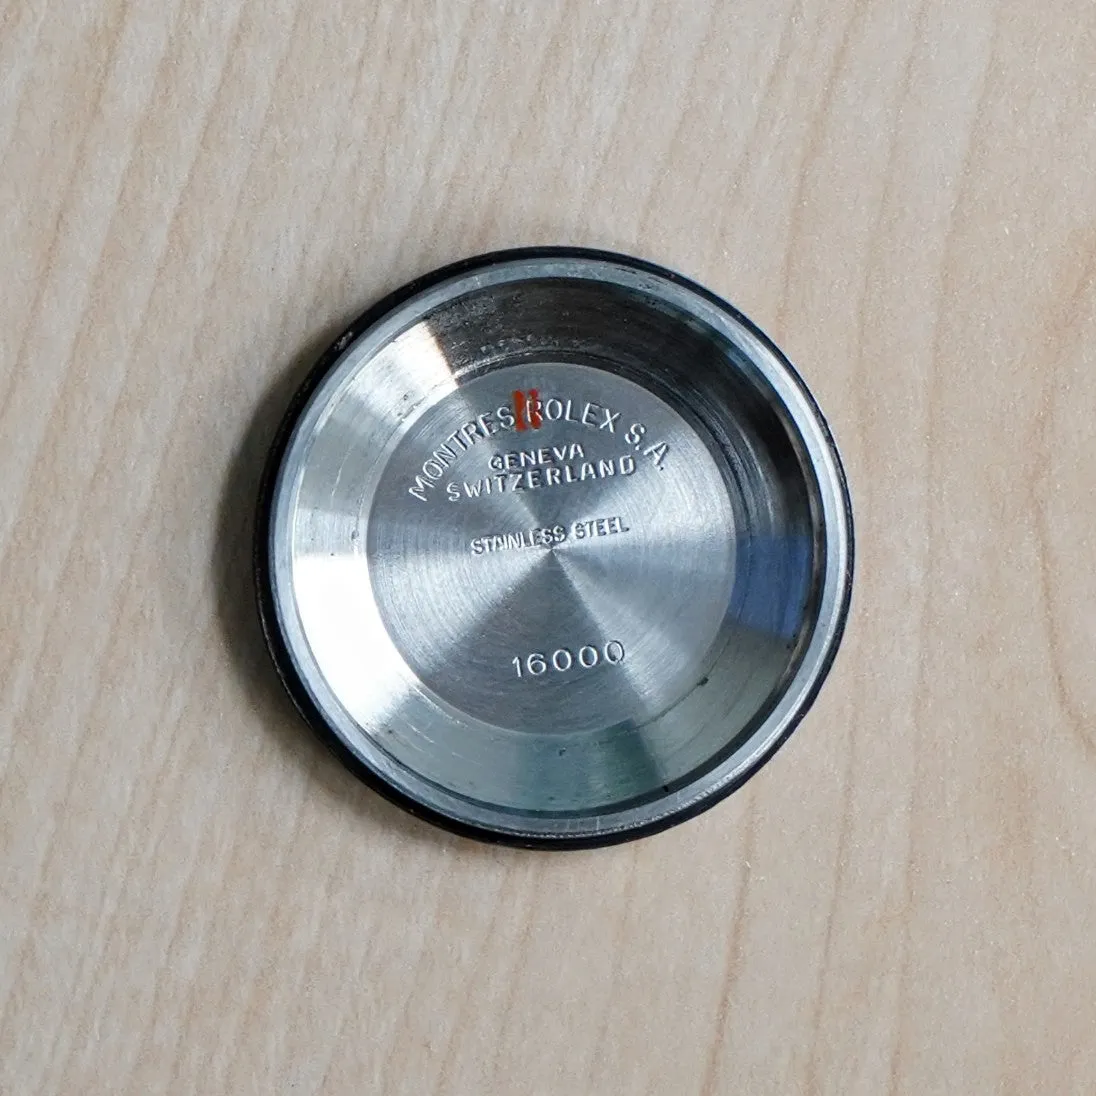 MONTRES ROLEX S.A.
GENEVA
SWITZERLAND
STAINLESS STEEL
16000